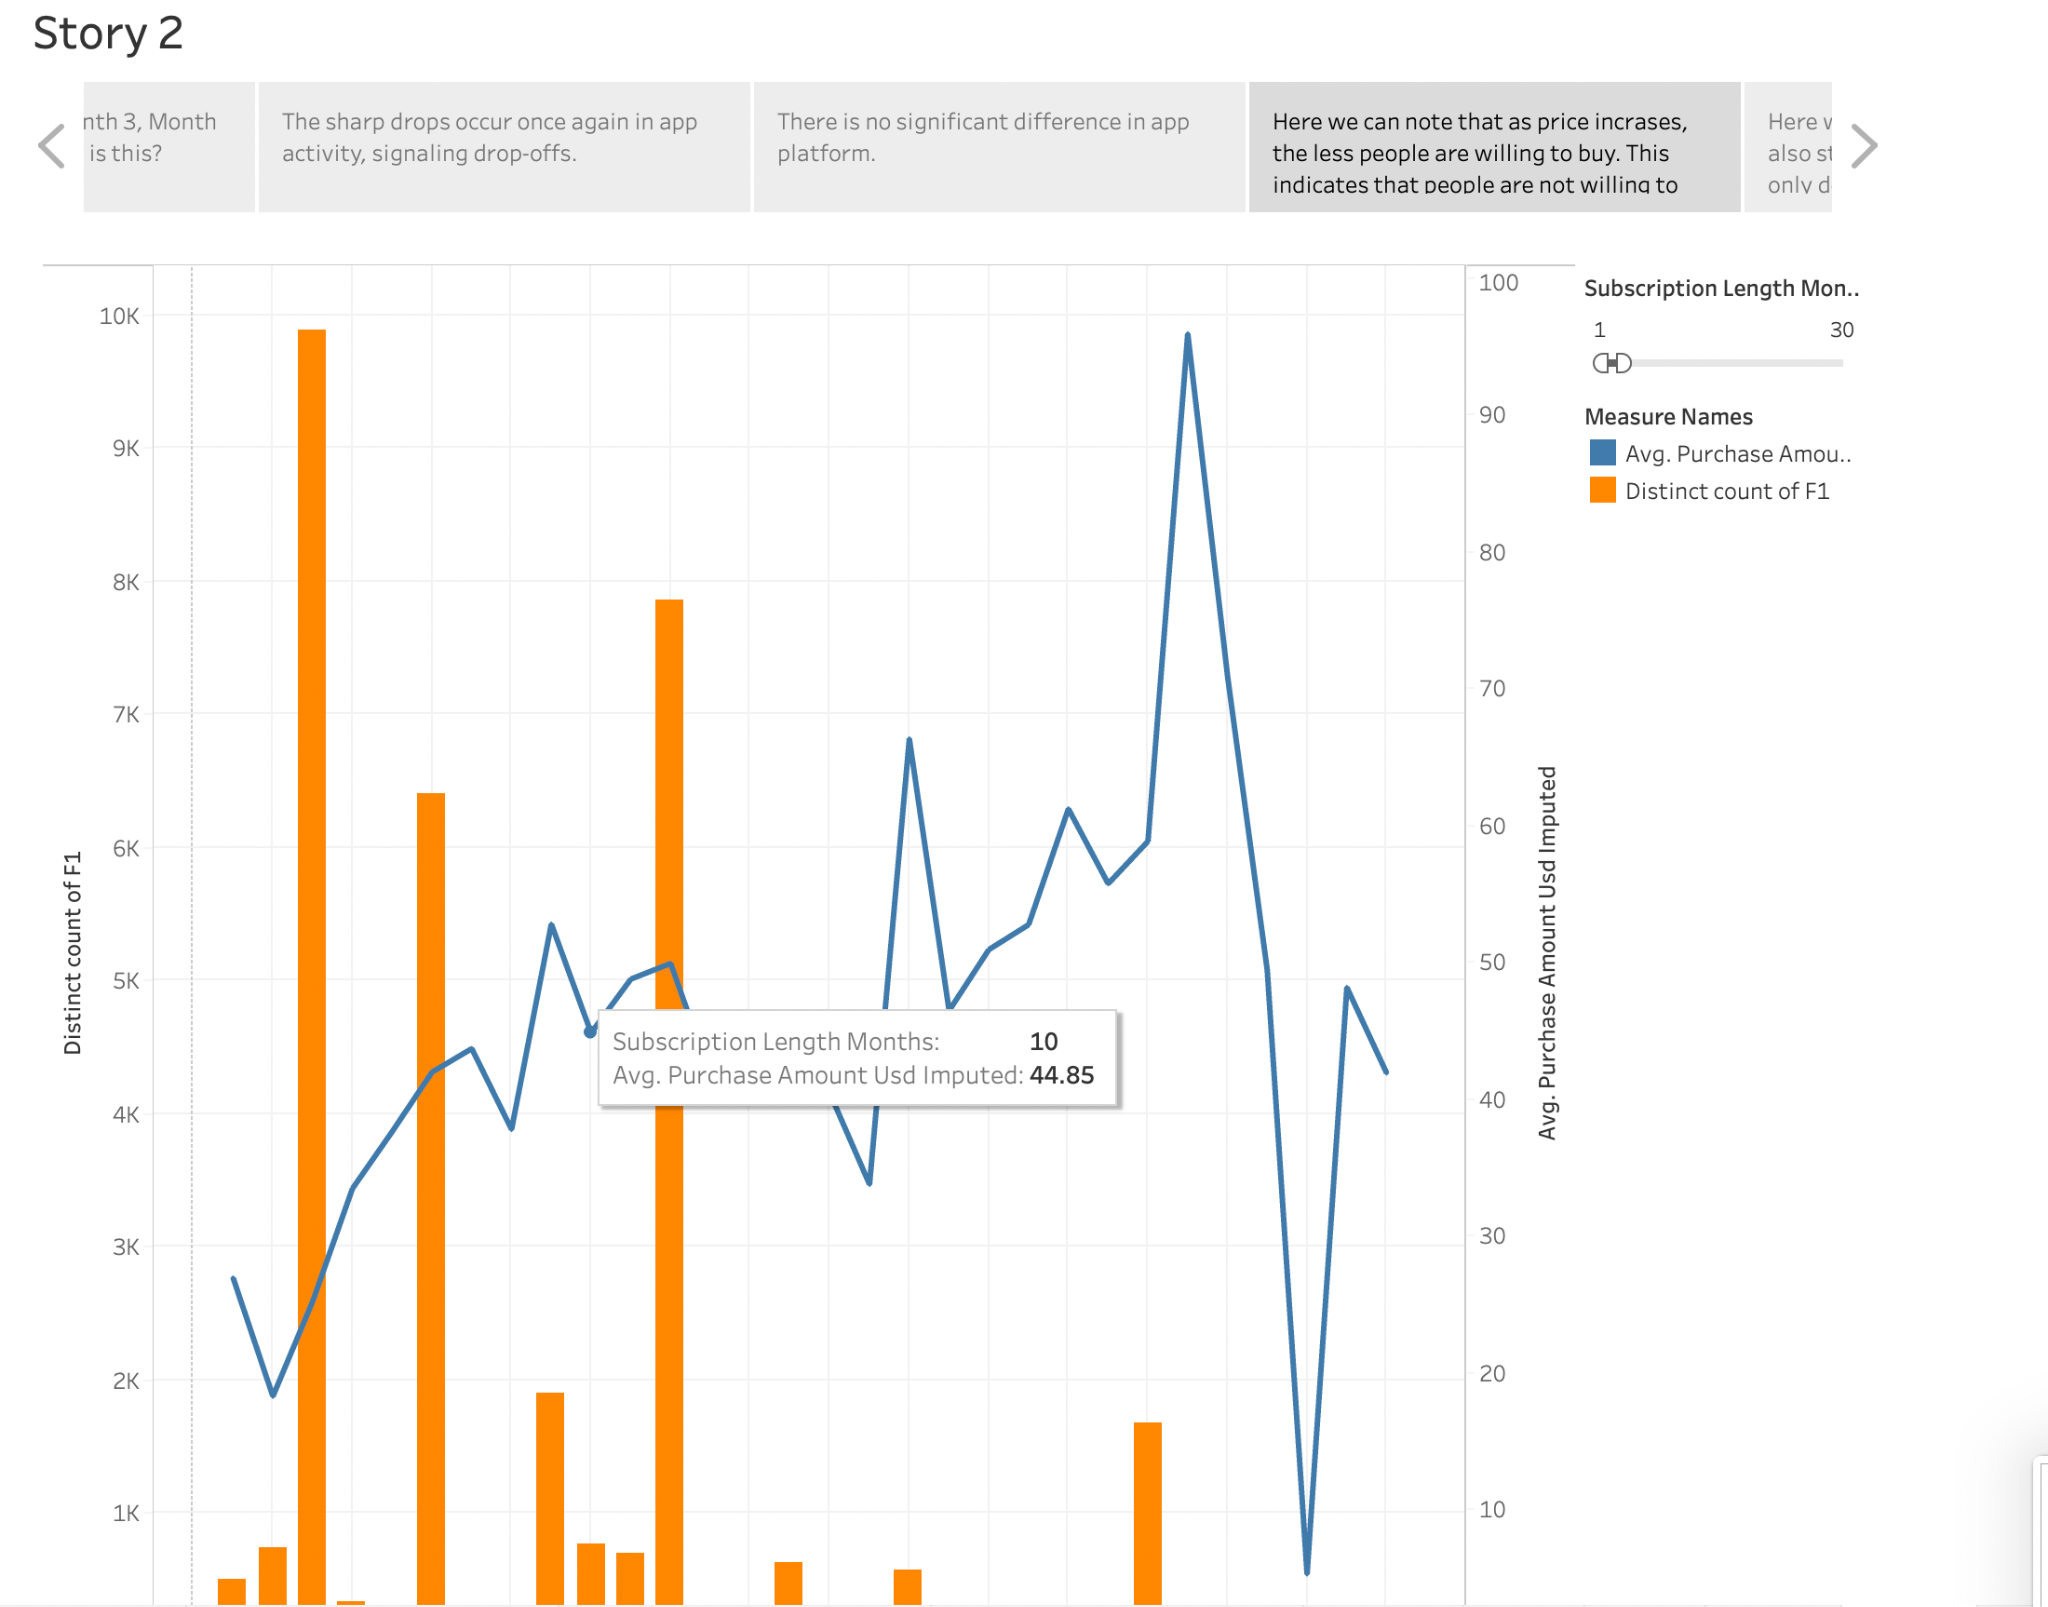 Story 2
nth 3, Month
is this?
The sharp drops occur once again in app
activity, signaling drop-offs.
There is no significant difference in app
platform.
Here we can note that as price incrases,
the less people are willing to buy. This
indicates that people are not willing to
Here w
also st
only d
10K
9K
8K
7K
6K
5K
4K
3K
2K
1K
Distinct count of F1
100
90
80
70
60
50
40
30
20
10
Avg. Purchase Amount Usd Imputed
Subscription Length Months: 10
Avg. Purchase Amount Usd Imputed: 44.85
Subscription Length Mon..
1 30
Measure Names
Avg. Purchase Amou..
Distinct count of F1